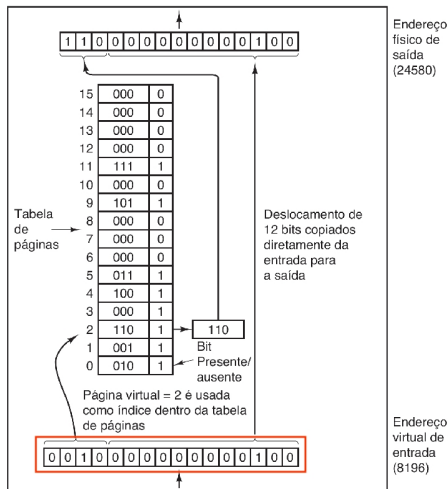 1 1 0 0 0 0 0 0 0 0 0 0 1 0 0
Endereço
físico de
saída
(24580)
15 000 0
14 000 0
13 000 0
12 000 0
11 111 1
10 000 0
9 101 1
8 000 0
7 000 0
6 000 0
5 011 1
4 100 1
3 000 1
2 110 1 110
1 001 1
0 010 1
Tabela
de
páginas
Deslocamento de
12 bits copiados
diretamente da
entrada para
a saída
Bit
Presente/
ausente
Página virtual = 2 é usada
como índice dentro da tabela
de páginas
0 0 1 0 0 0 0 0 0 0 0 0 0 1 0 0
Endereço
virtual de
entrada
(8196)